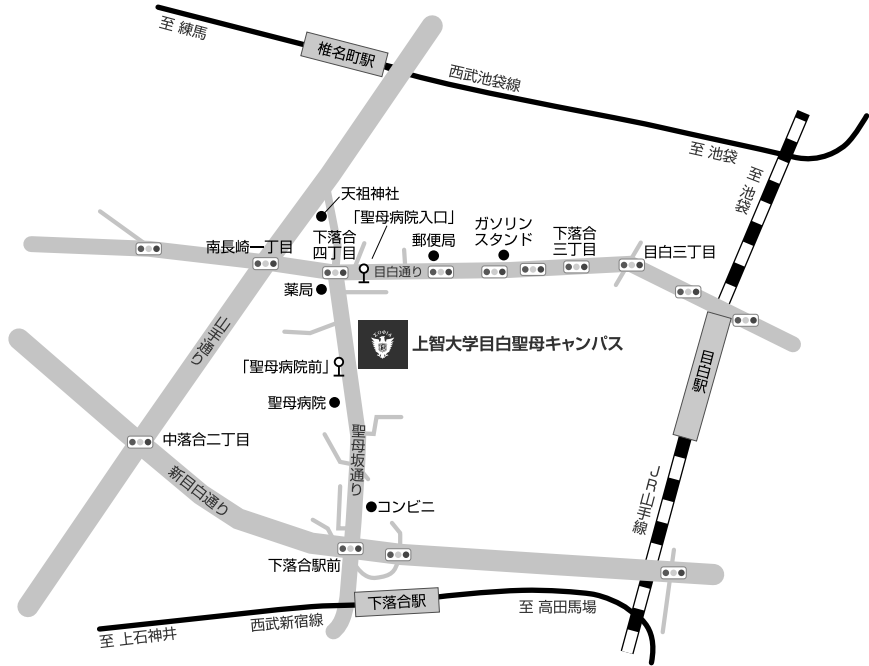 至 練馬
椎名町駅
西武池袋線
至 池袋
至 池袋
天祖神社
「聖母病院入口」
ガソリン
スタンド
下落合
三丁目
南長崎一丁目
下落合
四丁目
郵便局
目白三丁目
目白通り
薬局
山手通り
SOPHIA
上智大学目白聖母キャンパス
目白駅
「聖母病院前」
聖母病院
中落合二丁目
聖母坂通り
新目白通り
コンビニ
JR山手線
下落合駅前
下落合駅
至 高田馬場
西武新宿線
至 上石神井